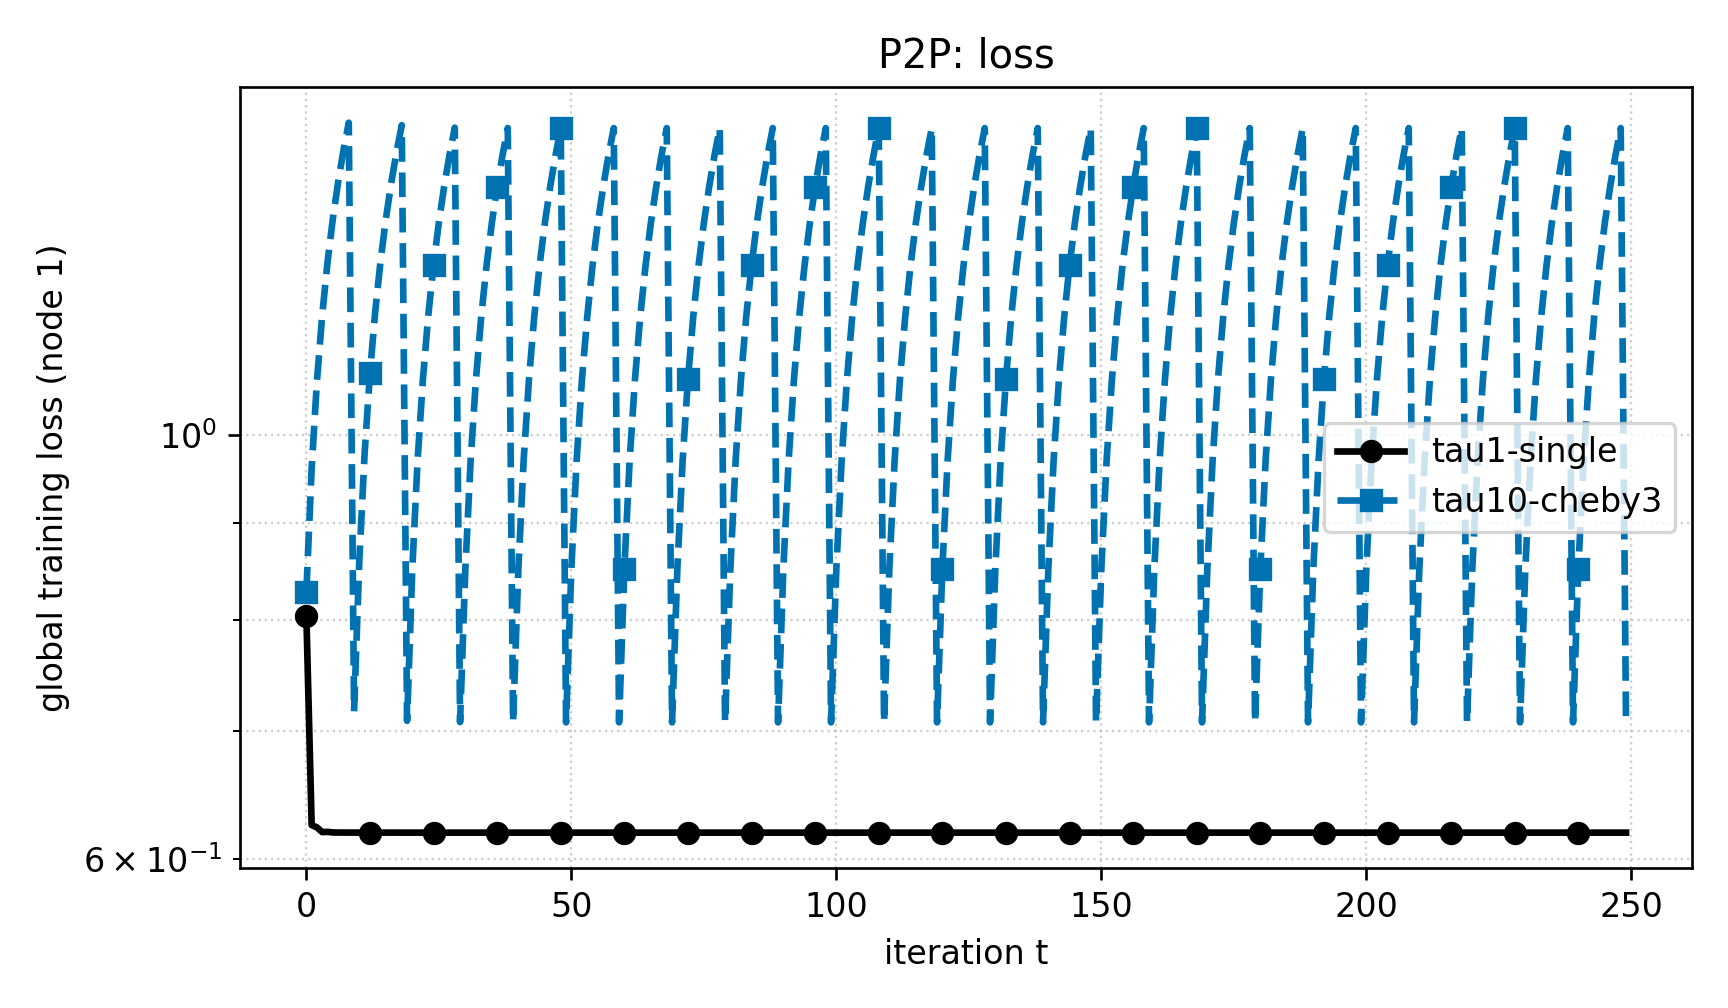 P2P: loss
global training loss (node 1)
10⁰
6 × 10⁻¹
tau1-single
tau10-cheby3
0 50 100 150 200 250
iteration t